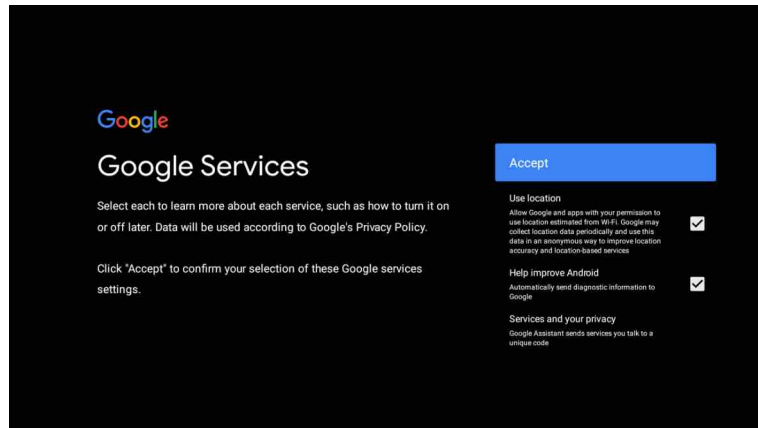 Google
Google Services
Select each to learn more about each service, such as how to turn it on
or off later. Data will be used according to Google's Privacy Policy.
Click "Accept" to confirm your selection of these Google services
settings.
Accept
Use location
Allow Google and apps with your permission to
use location estimated from Wi-Fi. Google may
collect location data periodically and use this
data in an anonymous way to improve location
accuracy and location-based services
Help improve Android
Automatically send diagnostic information to
Google
Services and your privacy
Google Assistant sends services you talk to a
unique code